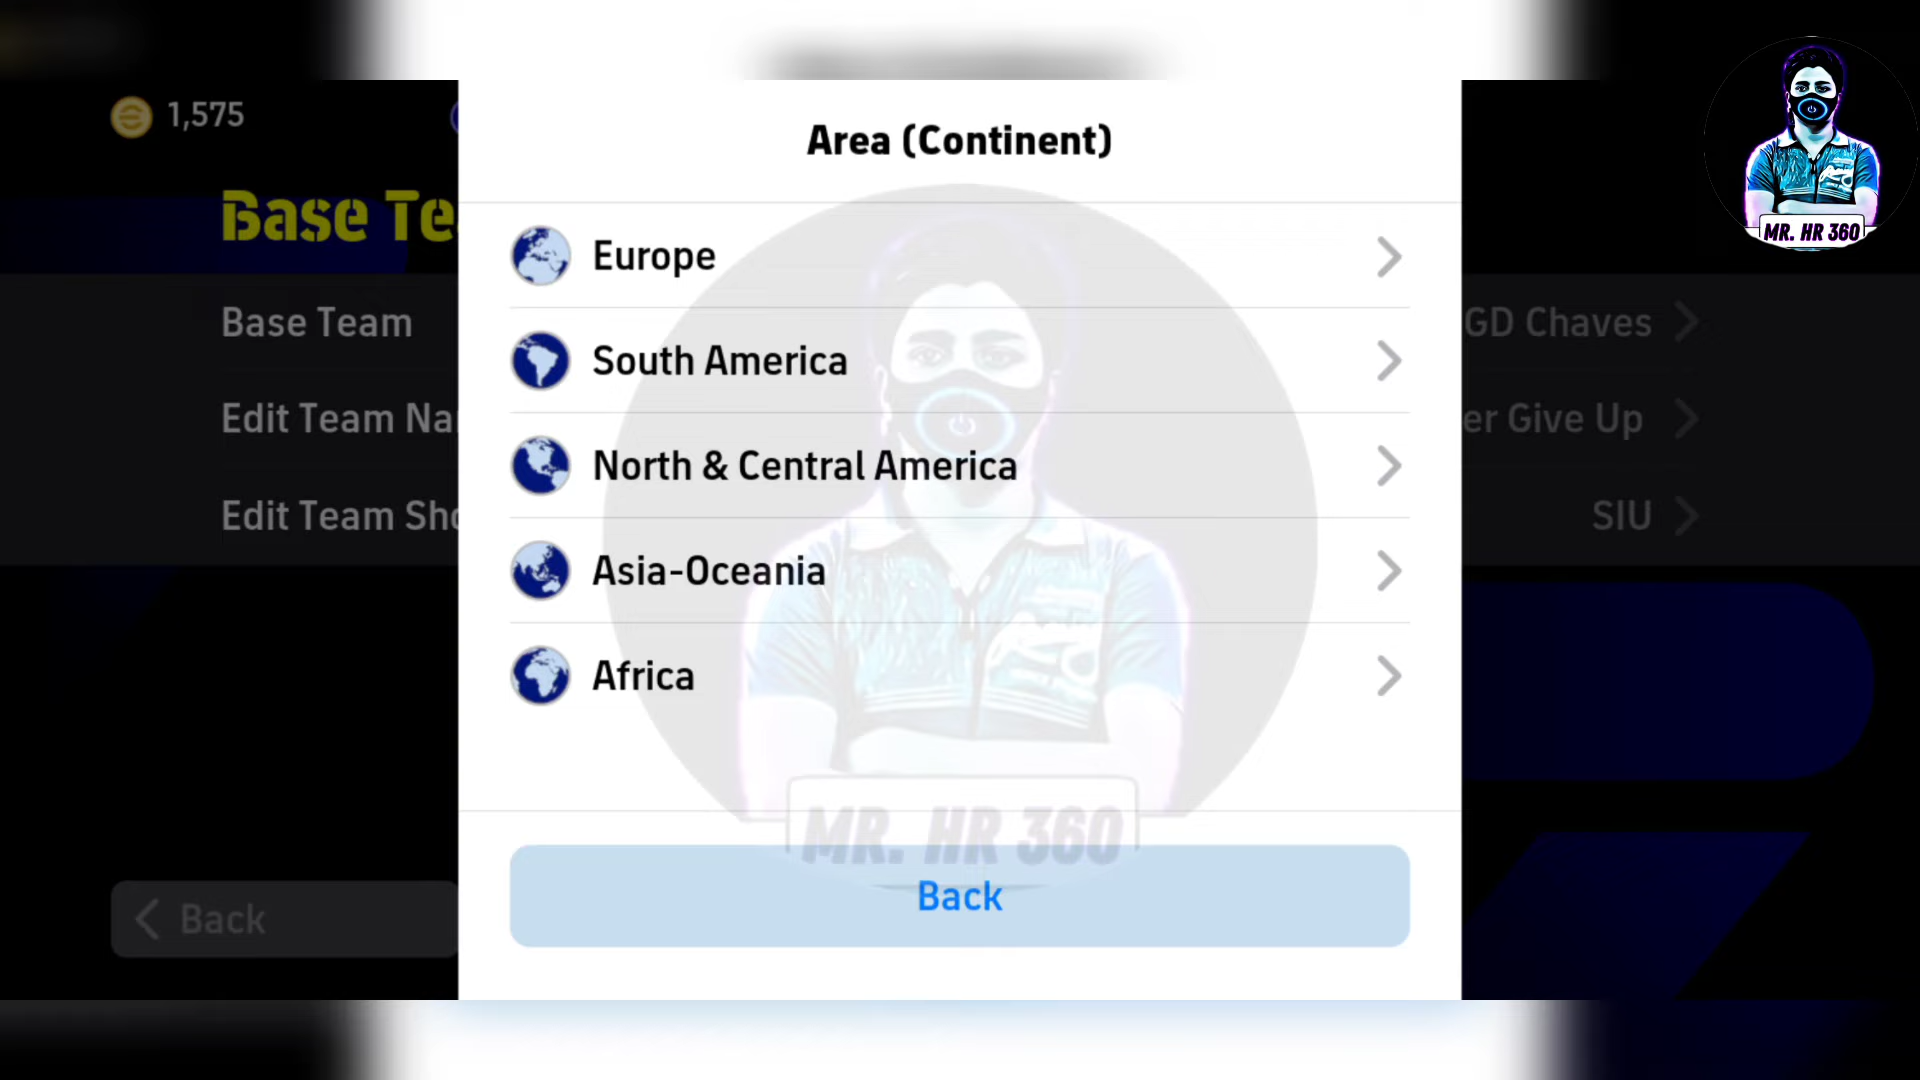 1,575
Area (Continent)
Base Te
Europe
Base Team
GD Chaves
South America
Edit Team Na
er Give Up
North & Central America
Edit Team Sho
SIU
Asia-Oceania
Africa
MR. HR 360
Back
Back
MR. HR 360